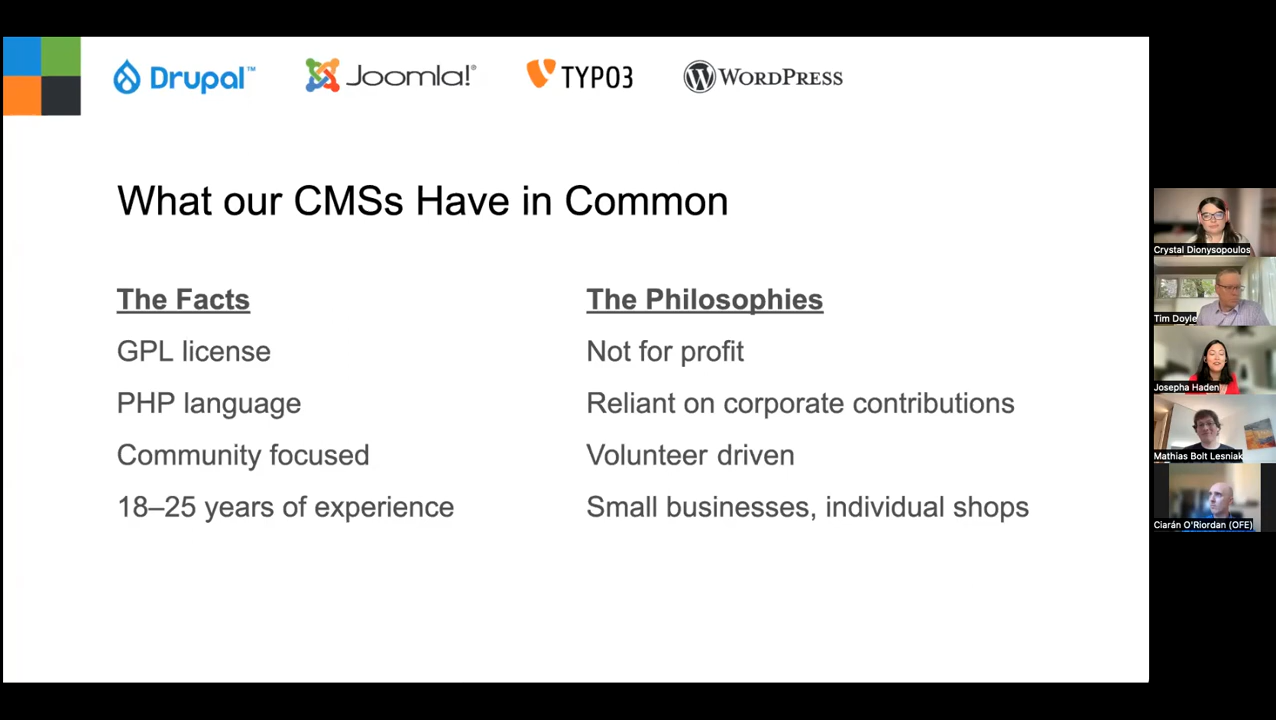 Drupal™
Joomla!®
TYPO3
WORDPRESS
What our CMSs Have in Common
The Facts
GPL license
PHP language
Community focused
18–25 years of experience
The Philosophies
Not for profit
Reliant on corporate contributions
Volunteer driven
Small businesses, individual shops
Crystal Dionysopoulos
Tim Doyle
Josepha Haden
Mathias Bolt Lesniak
Ciarán O'Riordan (OFE)